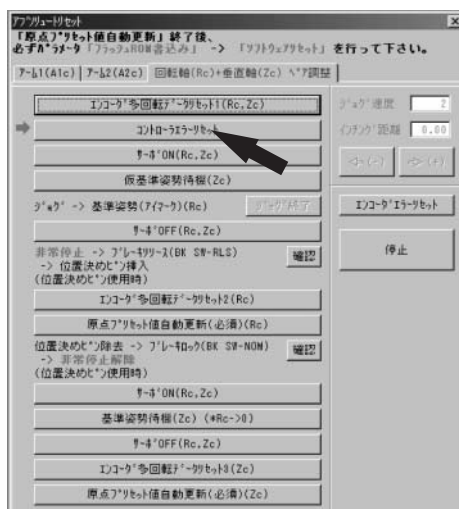 アブソリュートリセット
「原点プリセット値自動更新」終了後、
必ずパラメータ「フラッシュROM書込み」 -> 「ソフトウェアリセット」 を行って下さい。
アーム1(A1c) アーム2(A2c) 回転軸(Rc)+垂直軸(Zc) ペア調整
エンコーダ多回転データリセット1(Rc,Zc)
コントローラエラーリセット
サーボON(Rc,Zc)
仮基準姿勢待機(Zc)
ジョグ -> 基準姿勢(アイマーク)(Rc) ジョグ終了
サーボOFF(Rc,Zc)
非常停止 -> ブレーキリリース(BK SW-RLS)
-> 位置決めピン挿入
(位置決めピン使用時)
確認
エンコーダ多回転データリセット2(Rc)
原点プリセット値自動更新(必須)(Rc)
位置決めピン除去 -> ブレーキロック(BK SW-NOM)
-> 非常停止解除
(位置決めピン使用時)
確認
サーボON(Rc,Zc)
基準姿勢待機(Zc) (*Rc->0)
サーボOFF(Rc,Zc)
エンコーダ多回転データリセット3(Zc)
原点プリセット値自動更新(必須)(Zc)
ジョグ速度 2
インチング距離 0.00
<-(-) ->(+)
エンコーダエラーリセット
停止